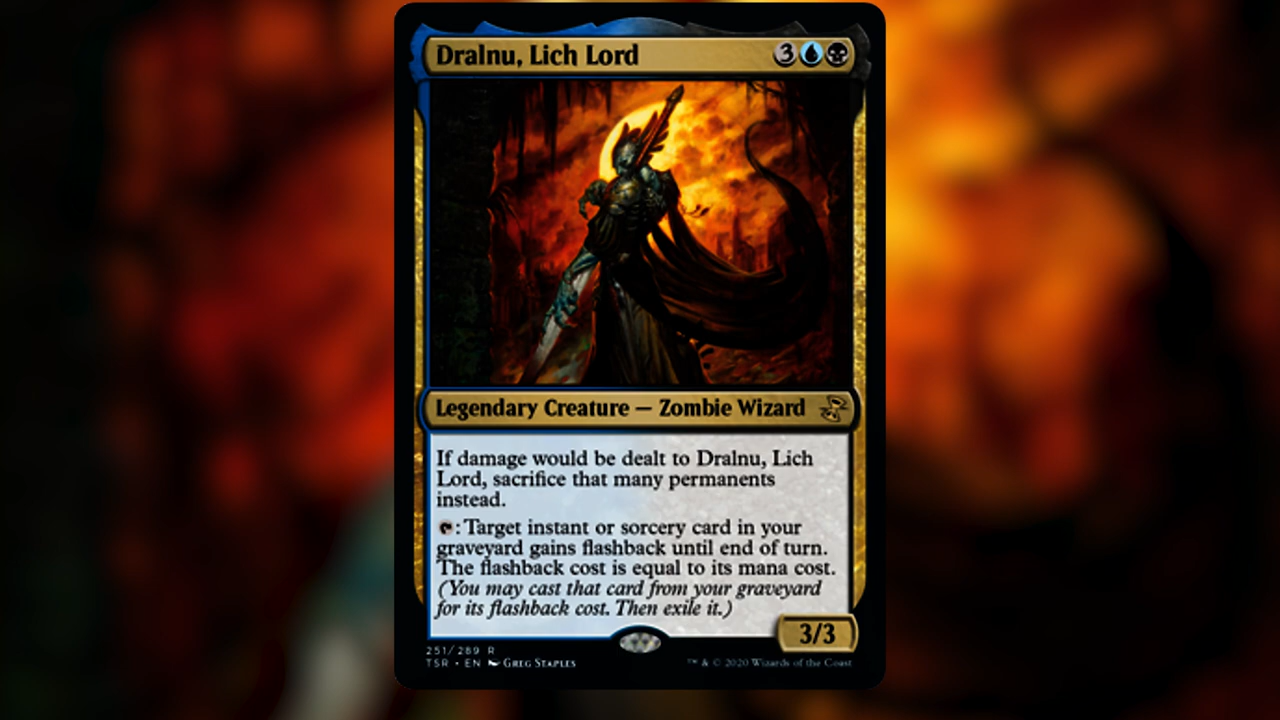 Dralnu, Lich Lord 3
Legendary Creature — Zombie Wizard
If damage would be dealt to Dralnu, Lich
Lord, sacrifice that many permanents
instead.
: Target instant or sorcery card in your
graveyard gains flashback until end of turn.
The flashback cost is equal to its mana cost.
(You may cast that card from your graveyard
for its flashback cost. Then exile it.)
3/3
251/289 R
TSR • EN Greg Staples
™ & © 2020 Wizards of the Coast